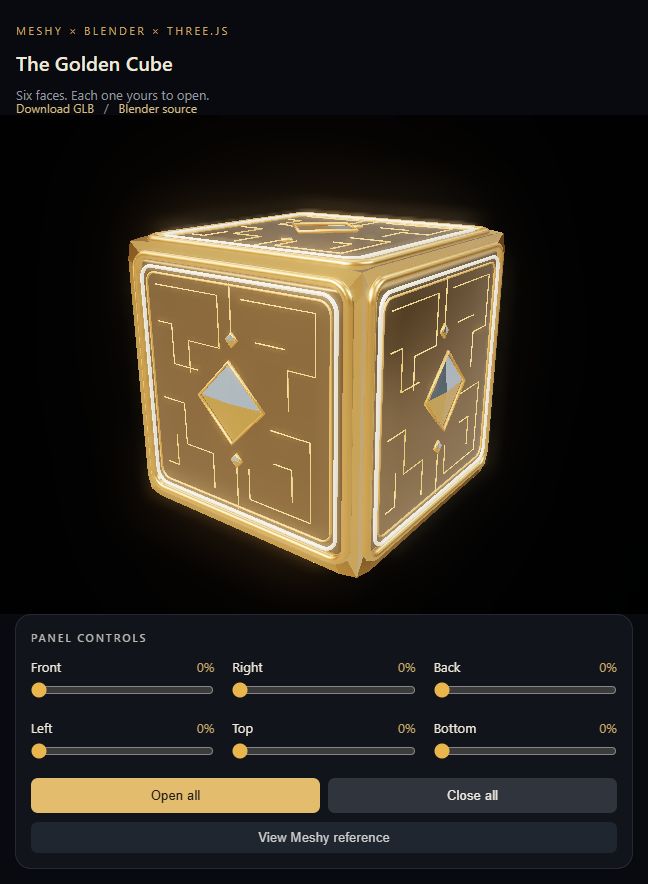 MESHY × BLENDER × THREE.JS
The Golden Cube
Six faces. Each one yours to open.
Download GLB / Blender source
PANEL CONTROLS
Front 0% Right 0% Back 0%
Left 0% Top 0% Bottom 0%
Open all Close all
View Meshy reference